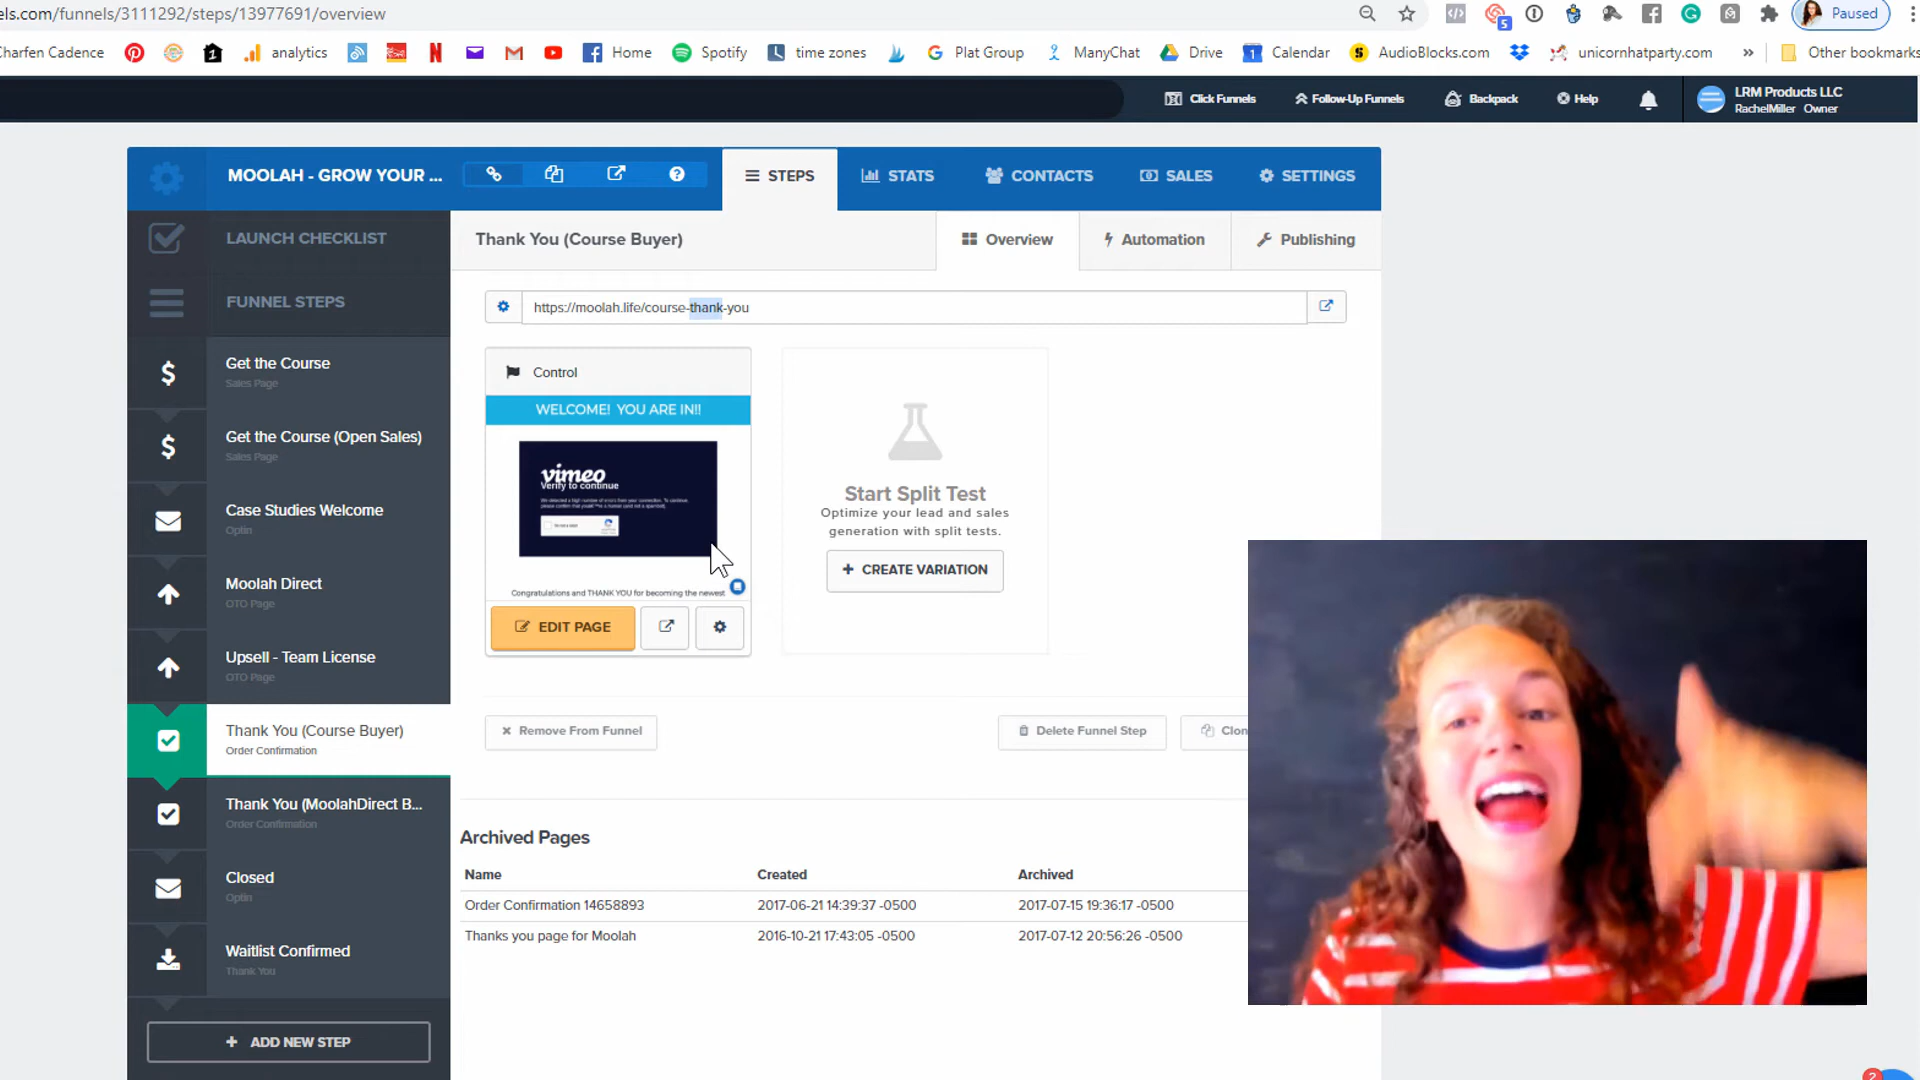 els.com/funnels/3111292/steps/13977691/overview
5
Paused
Charfen Cadence
analytics
Home
Spotify
time zones
Plat Group
ManyChat
Drive
Calendar
AudioBlocks.com
unicornhatparty.com
»
Other bookmarks
Click Funnels
Follow-Up Funnels
Backpack
Help
LRM Products LLC
RachelMiller Owner
MOOLAH - GROW YOUR ...
STEPS
STATS
CONTACTS
SALES
SETTINGS
LAUNCH CHECKLIST
FUNNEL STEPS
Get the Course
Sales Page
Get the Course (Open Sales)
Sales Page
Case Studies Welcome
Optin
Moolah Direct
OTO Page
Upsell - Team License
OTO Page
Thank You (Course Buyer)
Order Confirmation
Thank You (MoolahDirect B...
Order Confirmation
Closed
Optin
Waitlist Confirmed
Thank You
+ ADD NEW STEP
Thank You (Course Buyer)
Overview
Automation
Publishing
https://moolah.life/course-thank-you
Control
WELCOME! YOU ARE IN!!
vimeo
Verify to continue
Congratulations and THANK YOU for becoming the newest
EDIT PAGE
Start Split Test
Optimize your lead and sales
generation with split tests.
+ CREATE VARIATION
× Remove From Funnel
Delete Funnel Step
Clon
Archived Pages
Name Created Archived
Order Confirmation 14658893 2017-06-21 14:39:37 -0500 2017-07-15 19:36:17 -0500
Thanks you page for Moolah 2016-10-21 17:43:05 -0500 2017-07-12 20:56:26 -0500
2